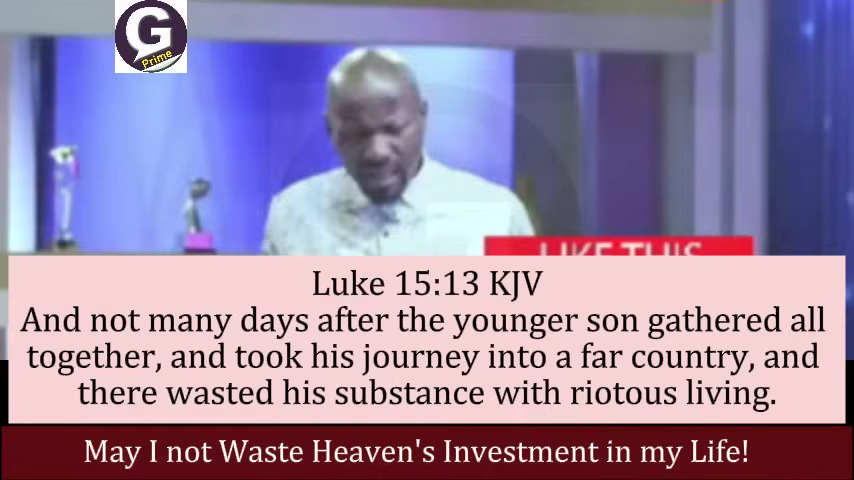 G
Prime
LIKE THIS
Luke 15:13 KJV
And not many days after the younger son gathered all
together, and took his journey into a far country, and
there wasted his substance with riotous living.
May I not Waste Heaven's Investment in my Life!